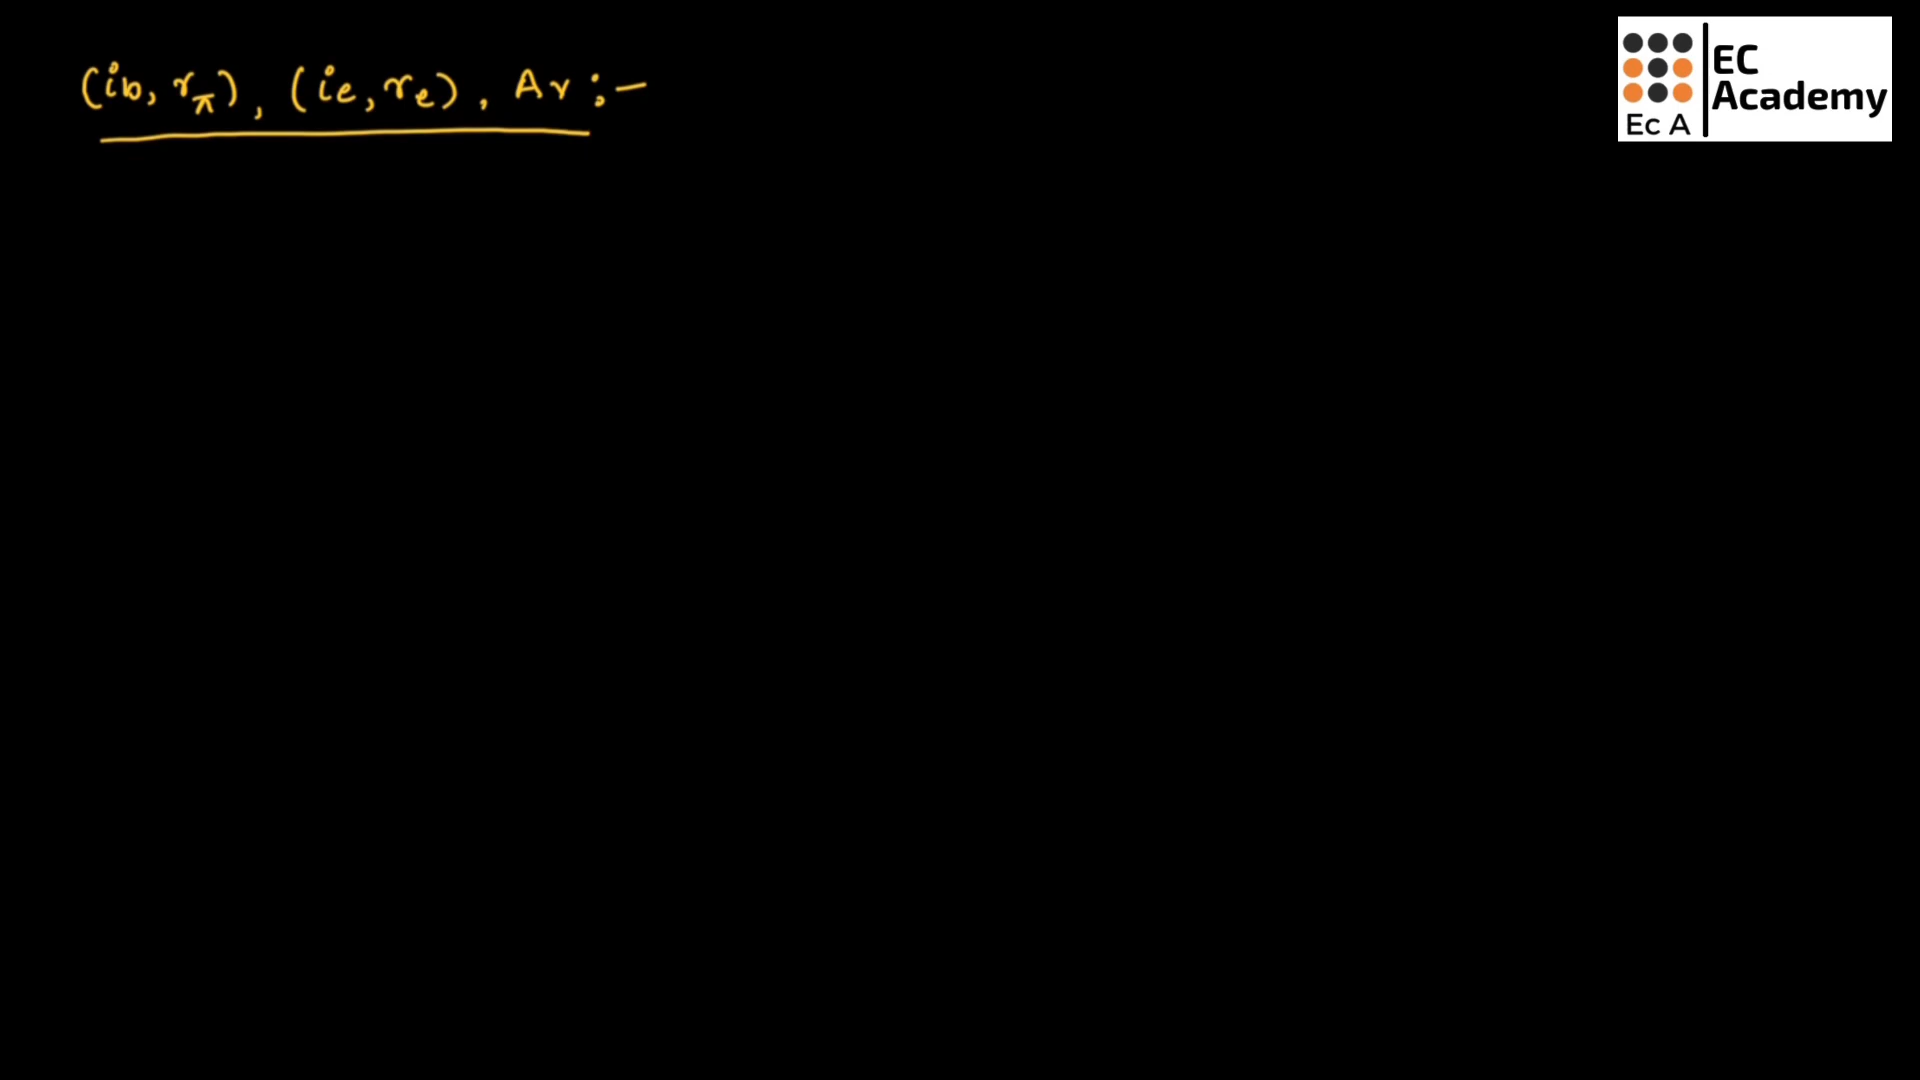 (ib, rπ), (ie, re), Av :-
EC
Academy
Ec A